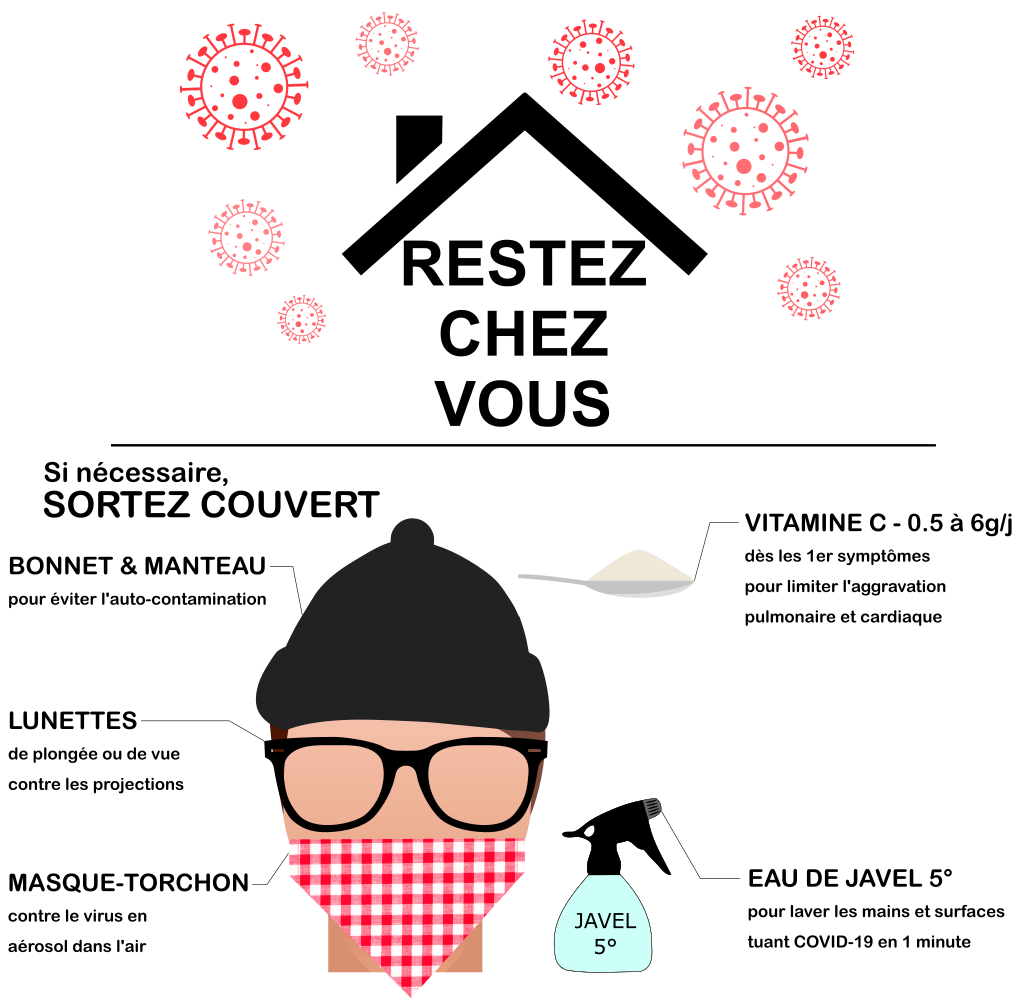 RESTEZ
CHEZ
VOUS
Si nécessaire,
SORTEZ COUVERT
BONNET & MANTEAU
pour éviter l'auto-contamination
LUNETTES
de plongée ou de vue
contre les projections
MASQUE-TORCHON
contre le virus en
aérosol dans l'air
VITAMINE C - 0.5 à 6g/j
dès les 1er symptômes
pour limiter l'aggravation
pulmonaire et cardiaque
JAVEL
5°
EAU DE JAVEL 5°
pour laver les mains et surfaces
tuant COVID-19 en 1 minute